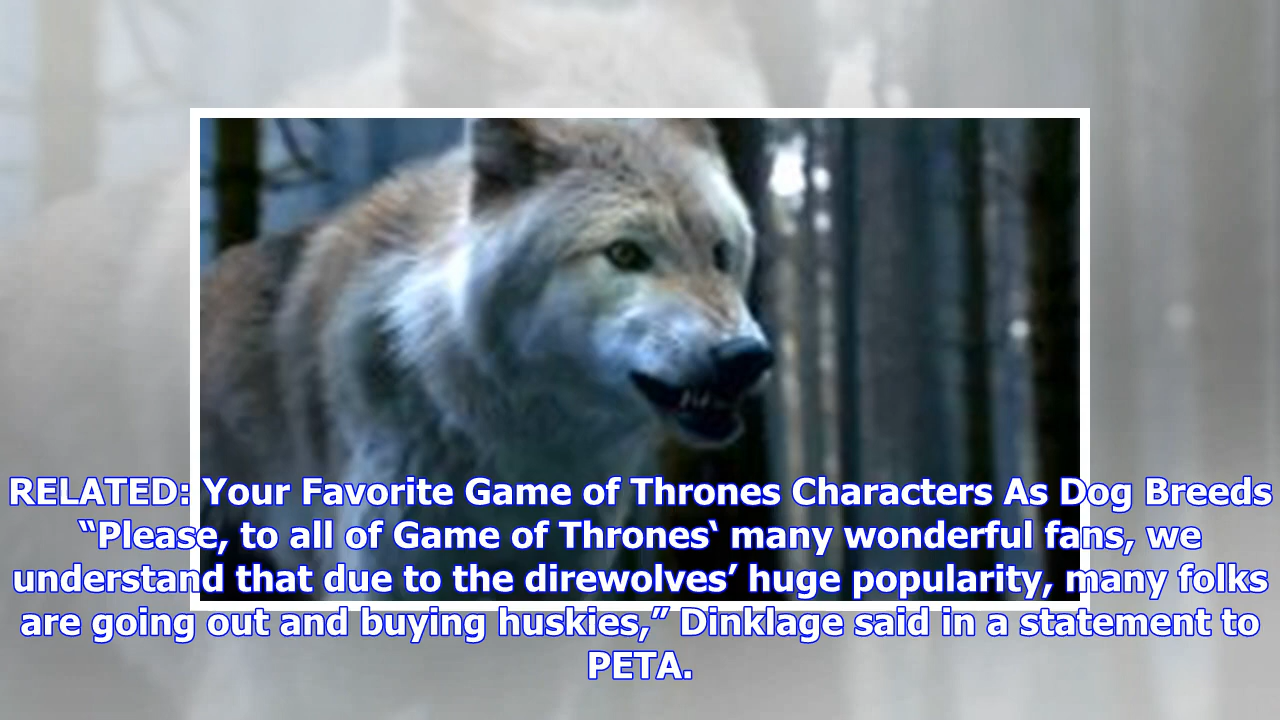 RELATED: Your Favorite Game of Thrones Characters As Dog Breeds
“Please, to all of Game of Thrones‘ many wonderful fans, we
understand that due to the direwolves’ huge popularity, many folks
are going out and buying huskies,” Dinklage said in a statement to
PETA.